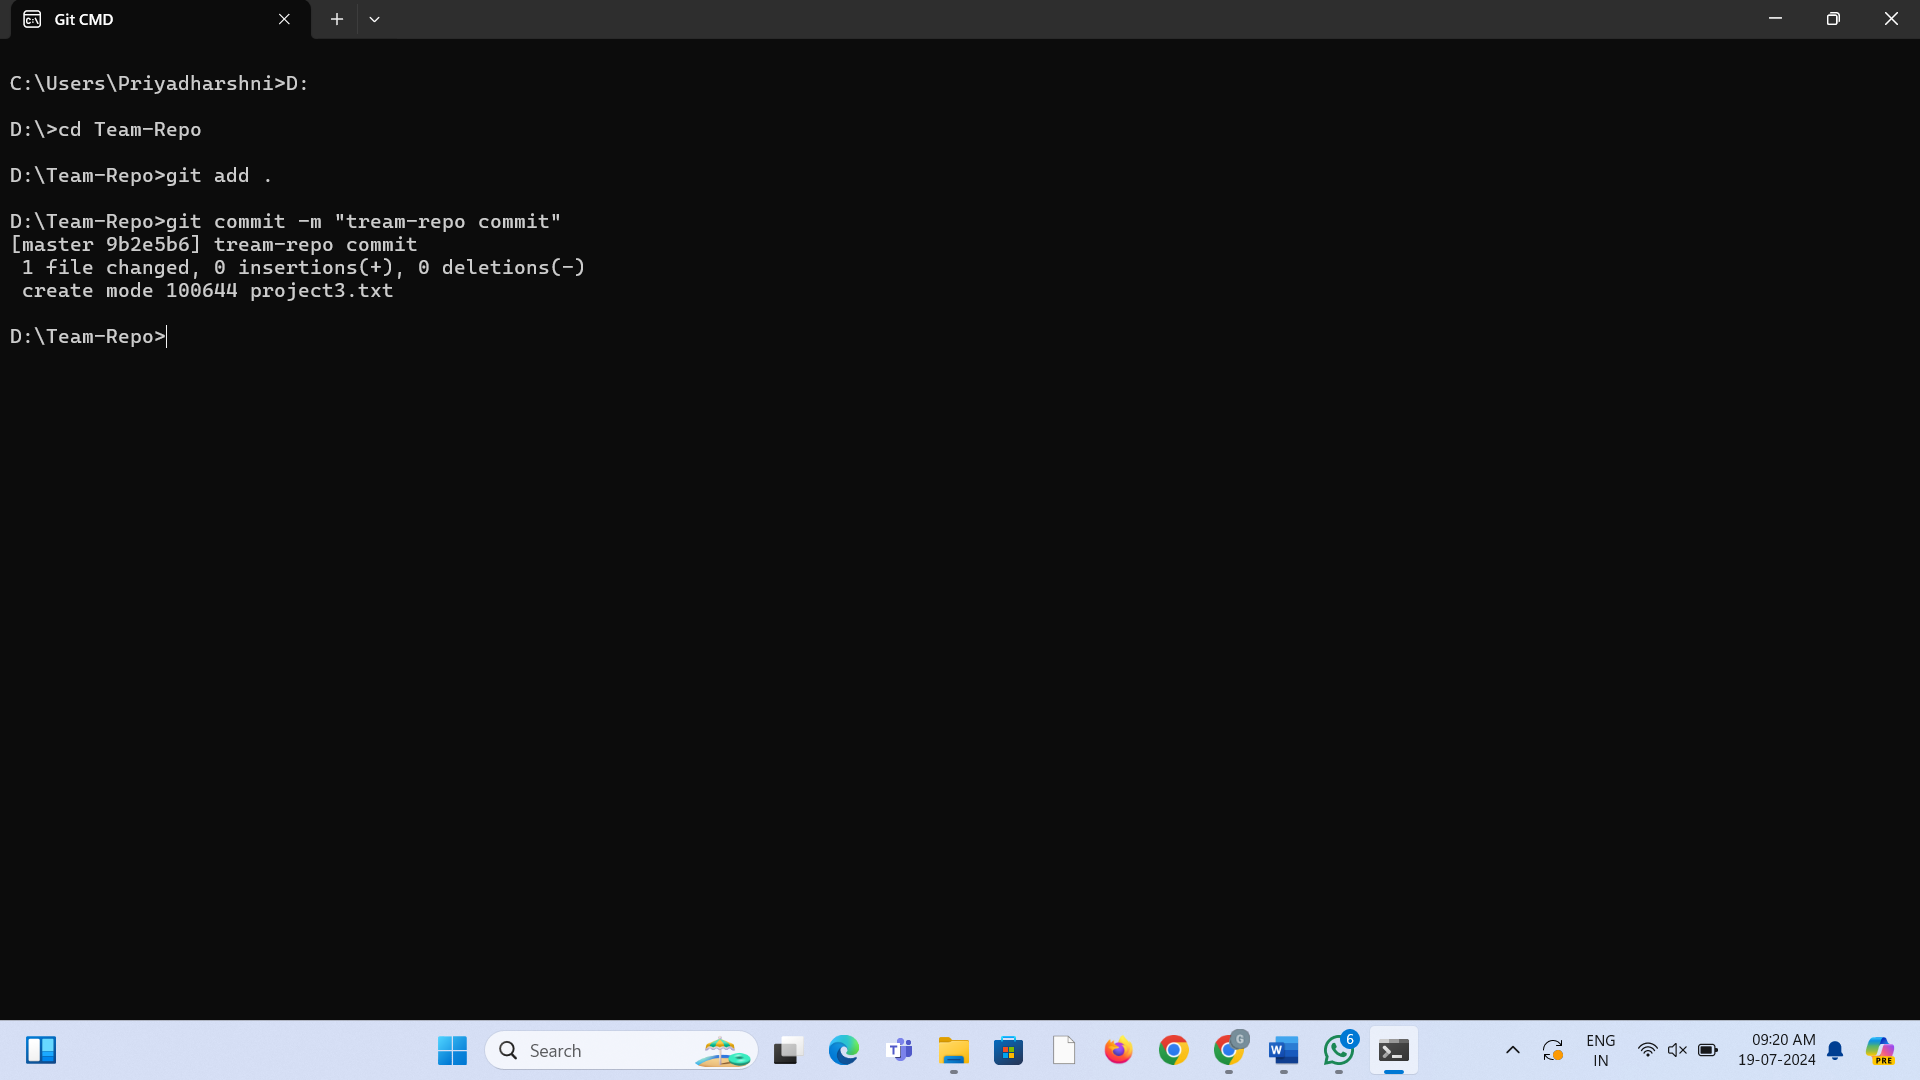 Git CMD
C:\Users\Priyadharshni>D:
D:\>cd Team-Repo
D:\Team-Repo>git add .
D:\Team-Repo>git commit -m "tream-repo commit"
[master 9b2e5b6] tream-repo commit
 1 file changed, 0 insertions(+), 0 deletions(-)
 create mode 100644 project3.txt
D:\Team-Repo>
Search
T
G
W
6
ENG
IN
09:20 AM
19-07-2024
PRE